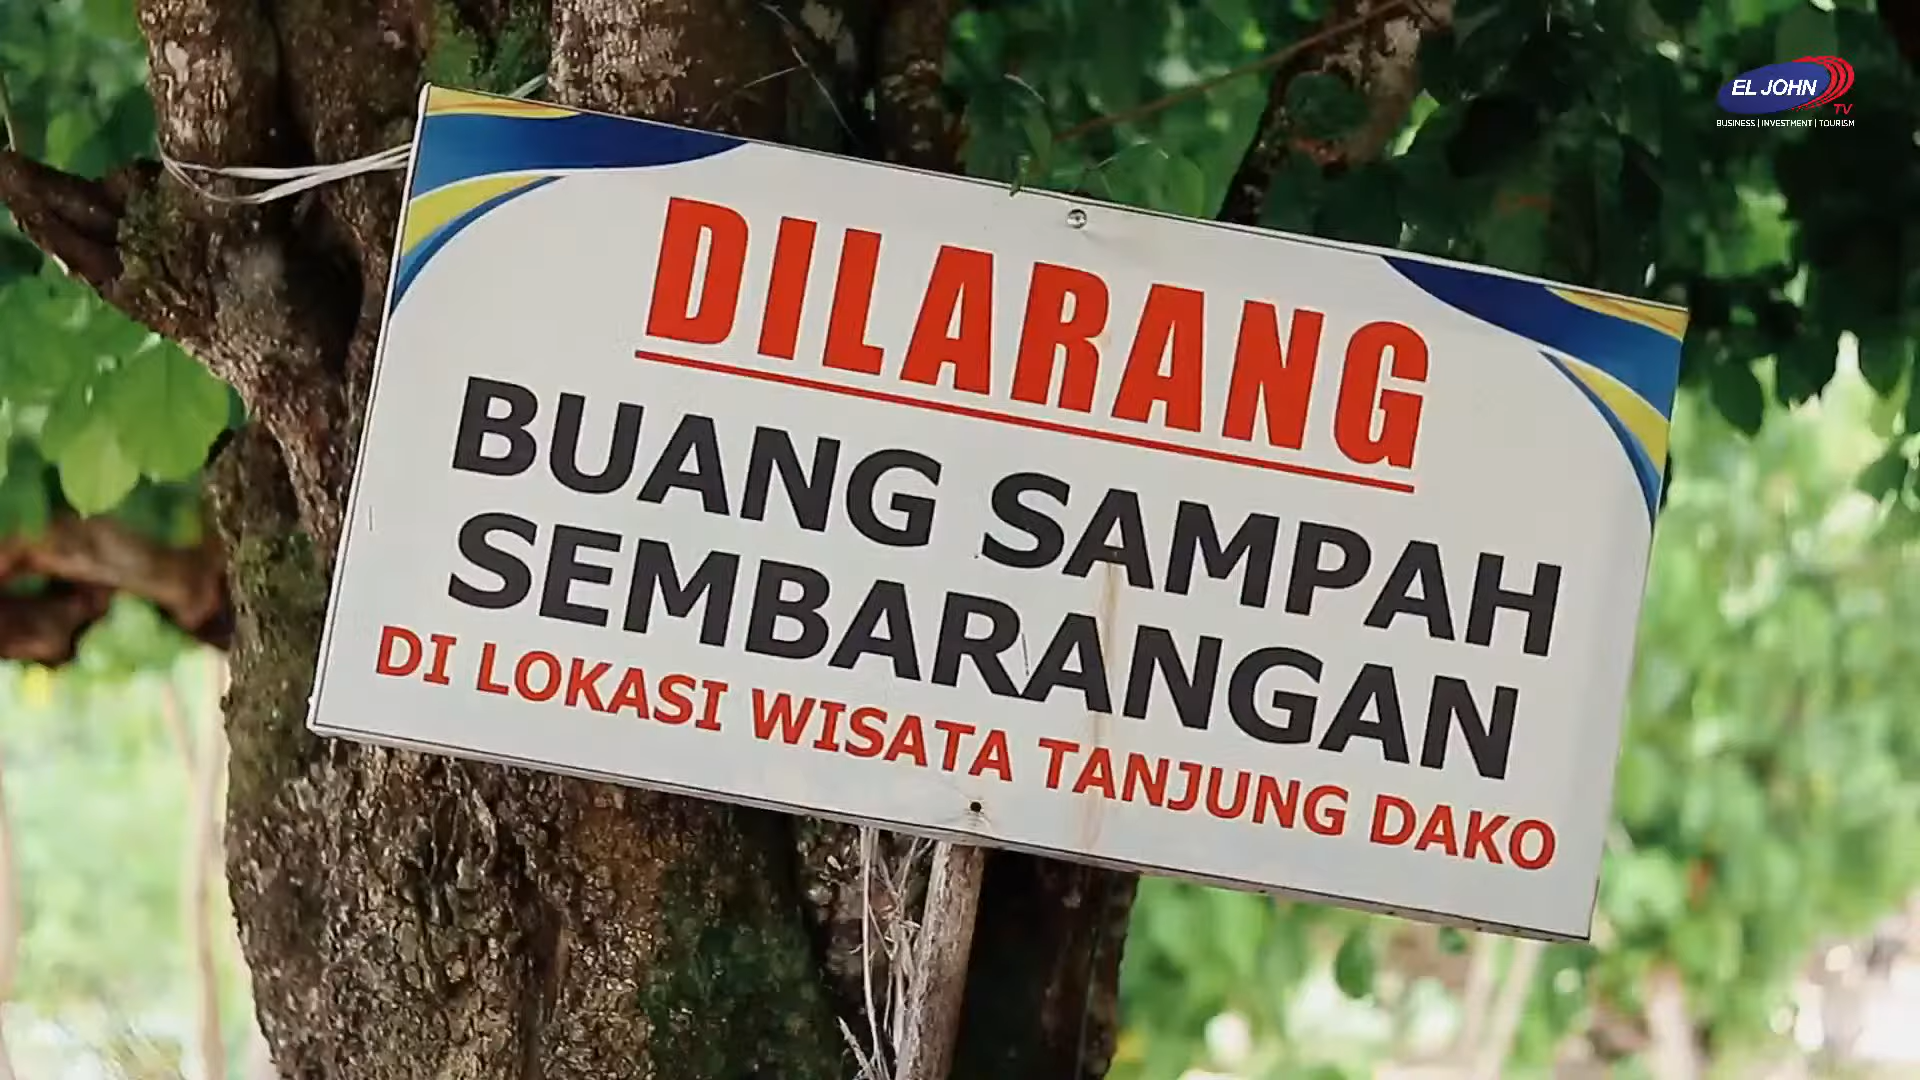 EL JOHN
TV
BUSINESS | INVESTMENT | TOURISM
DILARANG
BUANG SAMPAH
SEMBARANGAN
DI LOKASI WISATA TANJUNG DAKO